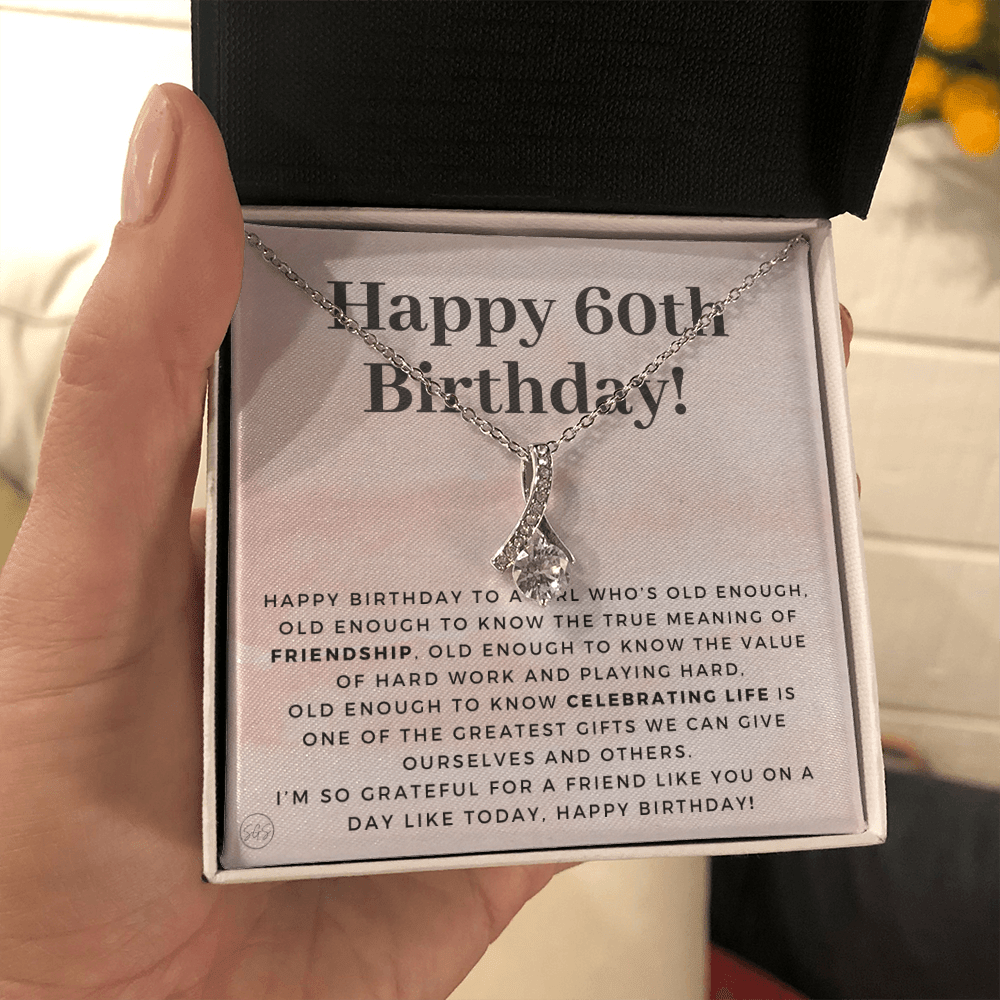 Happy 60th
Birthday!
HAPPY BIRTHDAY TO A GIRL WHO'S OLD ENOUGH,
OLD ENOUGH TO KNOW THE TRUE MEANING OF
FRIENDSHIP, OLD ENOUGH TO KNOW THE VALUE
OF HARD WORK AND PLAYING HARD,
OLD ENOUGH TO KNOW CELEBRATING LIFE IS
ONE OF THE GREATEST GIFTS WE CAN GIVE
OURSELVES AND OTHERS.
I'M SO GRATEFUL FOR A FRIEND LIKE YOU ON A
DAY LIKE TODAY, HAPPY BIRTHDAY!
SGS